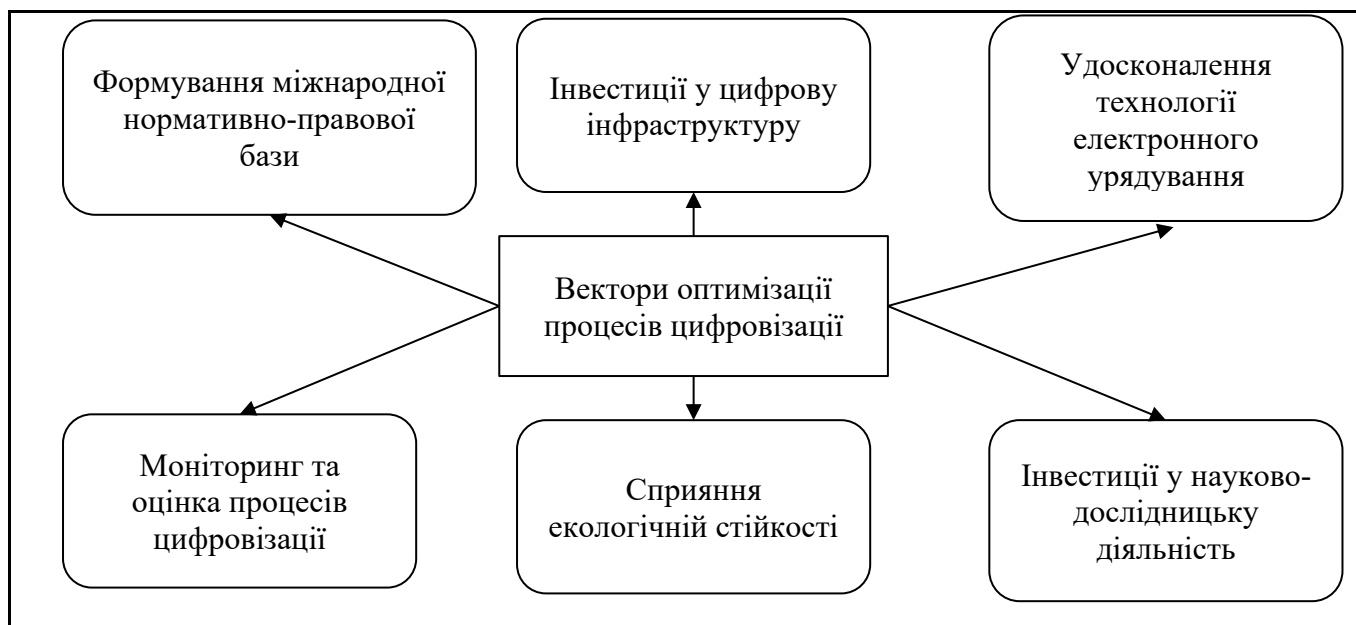 Формування міжнародної
нормативно-правової
бази
Інвестиції у цифрову
інфраструктуру
Удосконалення
технології
електронного
урядування
Вектори оптимізації
процесів цифровізації
Моніторинг та
оцінка процесів
цифровізації
Сприяння
екологічній стійкості
Інвестиції у науково-
дослідницьку
діяльність